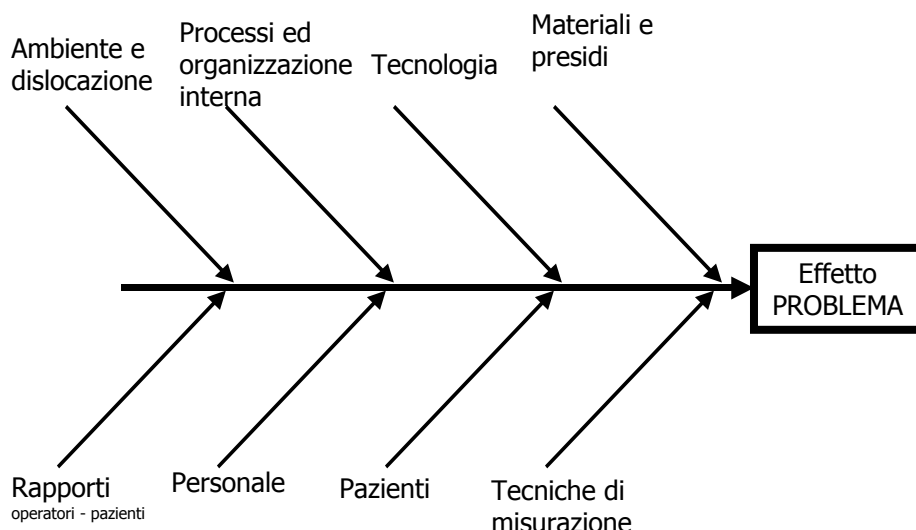 Ambiente e
dislocazione
Processi ed
organizzazione
interna
Tecnologia
Materiali e
presidi
Effetto
PROBLEMA
Rapporti
operatori - pazienti
Personale
Pazienti
Tecniche di
misurazione